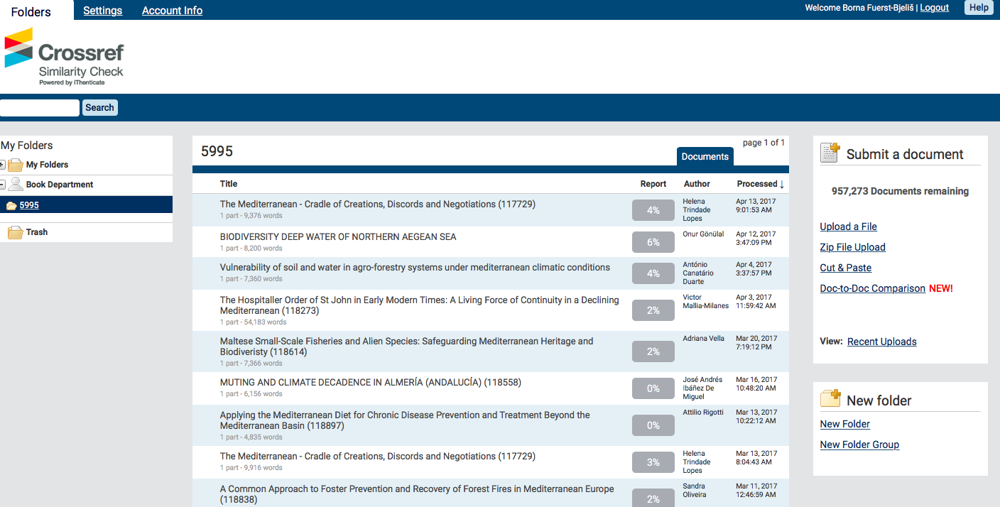 Folders
Settings
Account Info
Welcome Borna Fuerst-Bjeliš | Logout
Help
Crossref
Similarity Check
Powered by iThenticate
Search
My Folders
My Folders
Book Department
5995
Trash
5995
page 1 of 1
Documents
Title
Report
Author
Processed ↓
The Mediterranean - Cradle of Creations, Discords and Negotiations (117729)
1 part - 9,376 words
4%
Helena
Trindade
Lopes
Apr 13, 2017
9:01:53 AM
BIODIVERSITY DEEP WATER OF NORTHERN AEGEAN SEA
1 part - 8,200 words
6%
Onur Gönülal
Apr 12, 2017
3:47:09 PM
Vulnerability of soil and water in agro-forestry systems under mediterranean climatic conditions
1 part - 7,360 words
4%
António
Canatário
Duarte
Apr 4, 2017
3:37:57 PM
The Hospitaller Order of St John in Early Modern Times: A Living Force of Continuity in a Declining
Mediterranean (118273)
1 part - 54,183 words
2%
Victor
Mallia-Milanes
Apr 3, 2017
11:59:42 AM
Maltese Small-Scale Fisheries and Alien Species: Safeguarding Mediterranean Heritage and
Biodiveristy (118614)
1 part - 7,366 words
2%
Adriana Vella
Mar 20, 2017
7:19:12 PM
MUTING AND CLIMATE DECADENCE IN ALMERÍA (ANDALUCÍA) (118558)
1 part - 6,156 words
0%
José Andrés
Ibáñez De
Miguel
Mar 16, 2017
10:48:20 AM
Applying the Mediterranean Diet for Chronic Disease Prevention and Treatment Beyond the
Mediterranean Basin (118897)
1 part - 4,835 words
0%
Attilio Rigotti
Mar 13, 2017
10:22:12 AM
The Mediterranean - Cradle of Creations, Discords and Negotiations (117729)
1 part - 9,916 words
3%
Helena
Trindade
Lopes
Mar 13, 2017
8:04:43 AM
A Common Approach to Foster Prevention and Recovery of Forest Fires in Mediterranean Europe
(118838)
2%
Sandra
Oliveira
Mar 11, 2017
12:46:59 AM
Submit a document
957,273 Documents remaining
Upload a File
Zip File Upload
Cut & Paste
Doc-to-Doc Comparison NEW!
View: Recent Uploads
New folder
New Folder
New Folder Group